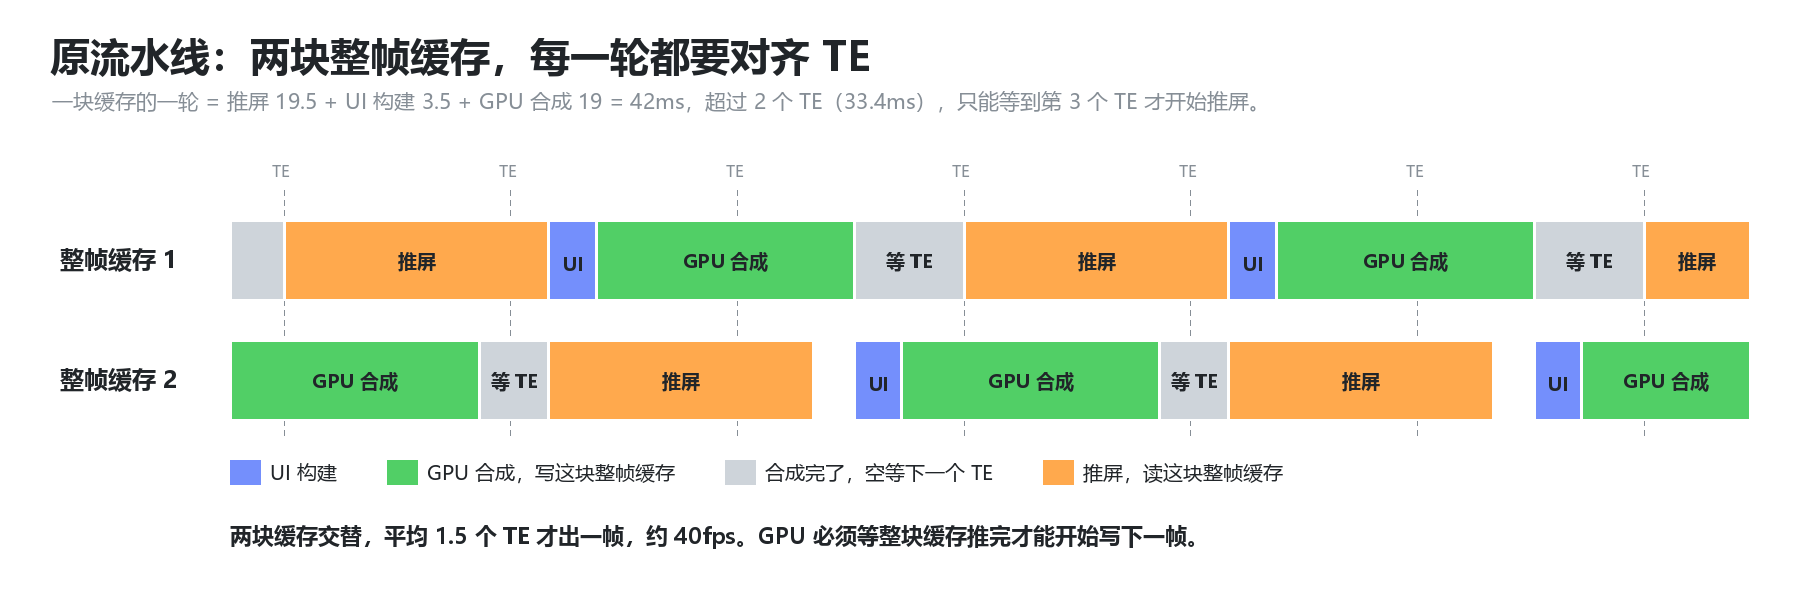 原流水线：两块整帧缓存，每一轮都要对齐 TE
一块缓存的一轮 = 推屏 19.5 + UI 构建 3.5 + GPU 合成 19 = 42ms，超过 2 个 TE（33.4ms），只能等到第 3 个 TE 才开始推屏。
TE TE TE TE TE TE TE
整帧缓存 1 推屏 UI GPU 合成 等 TE 推屏 UI GPU 合成 等 TE 推屏
整帧缓存 2 GPU 合成 等 TE 推屏 UI GPU 合成 等 TE 推屏 UI GPU 合成
UI 构建 GPU 合成，写这块整帧缓存 合成完了，空等下一个 TE 推屏，读这块整帧缓存
两块缓存交替，平均 1.5 个 TE 才出一帧，约 40fps。GPU 必须等整块缓存推完才能开始写下一帧。